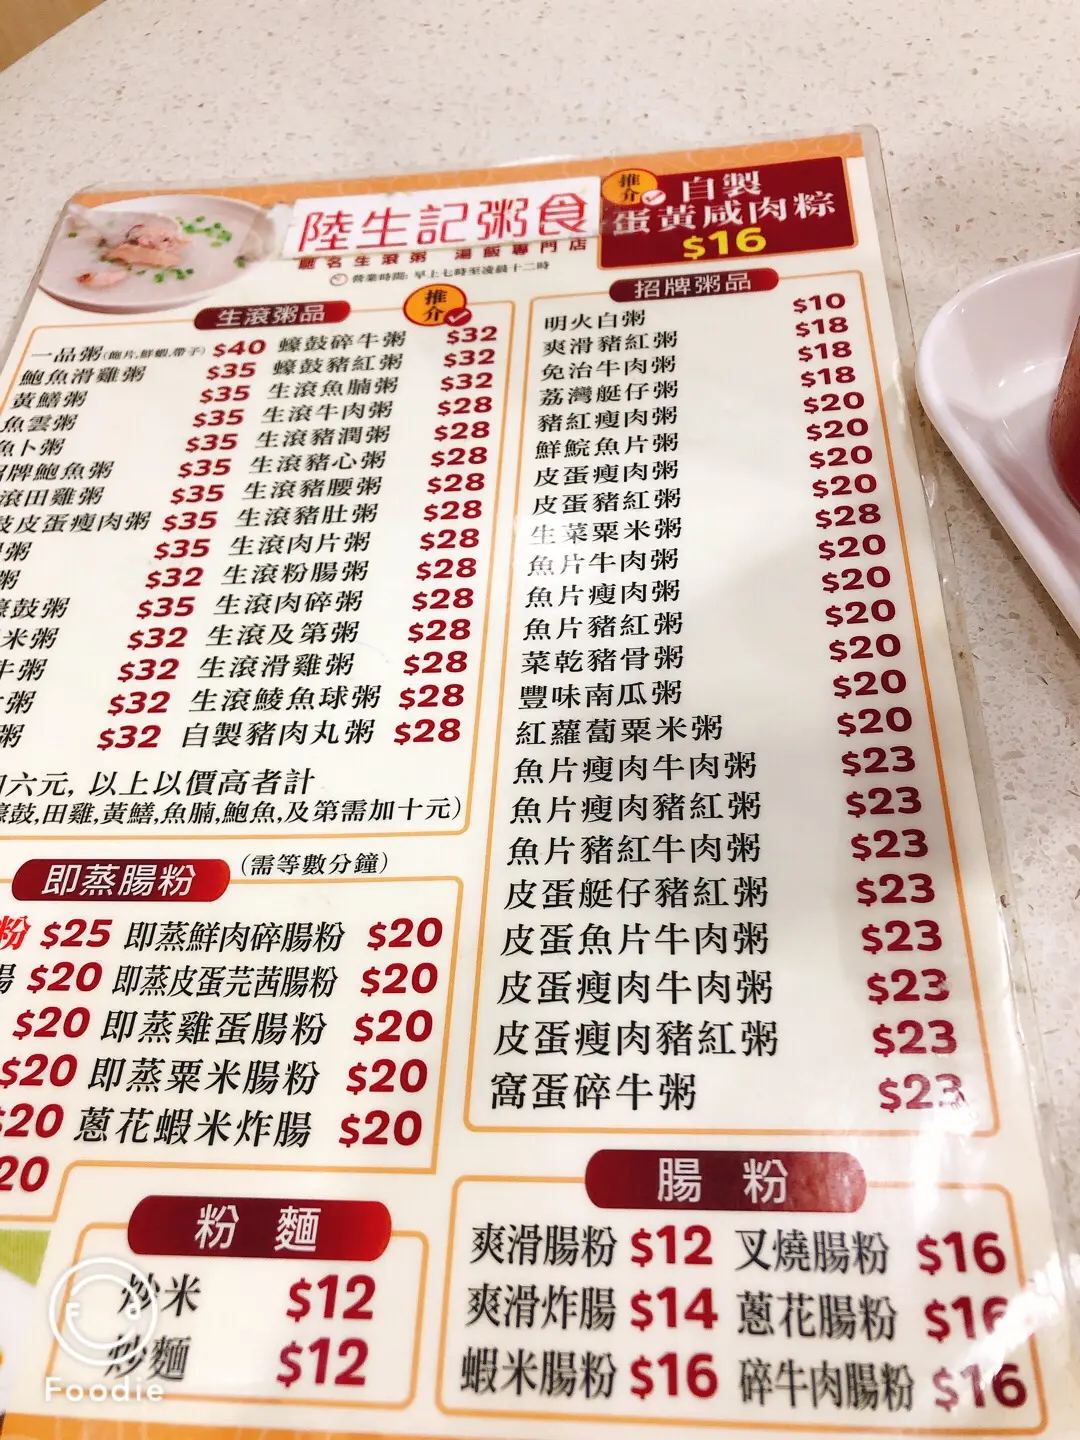 陸生記粥食
馳名生滾粥 湯飯專門店
營業時間: 早上七時至凌晨十二時
推介
自製
蛋黃咸肉粽
$16
生滾粥品
推介
一品粥(鮑片,鮮蝦,帶子) $40
鮑魚滑雞粥 $35
黃鱔粥 $35
魚雲粥 $35
魚卜粥 $35
招牌鮑魚粥 $35
滾田雞粥 $35
鼓皮蛋瘦肉粥 $35
粥 $35
粥 $32
蠔鼓粥 $35
米粥 $32
牛粥 $32
粥 $32
粥 $32
蠔鼓碎牛粥 $32
蠔鼓豬紅粥 $32
生滾魚腩粥 $32
生滾牛肉粥 $28
生滾豬潤粥 $28
生滾豬心粥 $28
生滾豬腰粥 $28
生滾豬肚粥 $28
生滾肉片粥 $28
生滾粉腸粥 $28
生滾肉碎粥 $28
生滾及第粥 $28
生滾滑雞粥 $28
生滾鯪魚球粥 $28
自製豬肉丸粥 $28
六元, 以上以價高者計
蠔鼓,田雞,黃鱔,魚腩,鮑魚,及第需加十元)
招牌粥品
明火白粥 $10
爽滑豬紅粥 $18
免治牛肉粥 $18
荔灣艇仔粥 $18
豬紅瘦肉粥 $20
鮮鯇魚片粥 $20
皮蛋瘦肉粥 $20
皮蛋豬紅粥 $20
生菜粟米粥 $28
魚片牛肉粥 $20
魚片瘦肉粥 $20
魚片豬紅粥 $20
菜乾豬骨粥 $20
豐味南瓜粥 $20
紅蘿蔔粟米粥 $20
魚片瘦肉牛肉粥 $23
魚片瘦肉豬紅粥 $23
魚片豬紅牛肉粥 $23
皮蛋艇仔豬紅粥 $23
皮蛋魚片牛肉粥 $23
皮蛋瘦肉牛肉粥 $23
皮蛋瘦肉豬紅粥 $23
窩蛋碎牛粥 $23
即蒸腸粉 (需等數分鐘)
粉 $25 即蒸鮮肉碎腸粉 $20
腸 $20 即蒸皮蛋芫茜腸粉 $20
$20 即蒸雞蛋腸粉 $20
$20 即蒸粟米腸粉 $20
$20 蔥花蝦米炸腸 $20
20
粉麵
炒米 $12
炒麵 $12
腸粉
爽滑腸粉 $12 叉燒腸粉 $16
爽滑炸腸 $14 蔥花腸粉 $16
蝦米腸粉 $16 碎牛肉腸粉 $16
Foodie